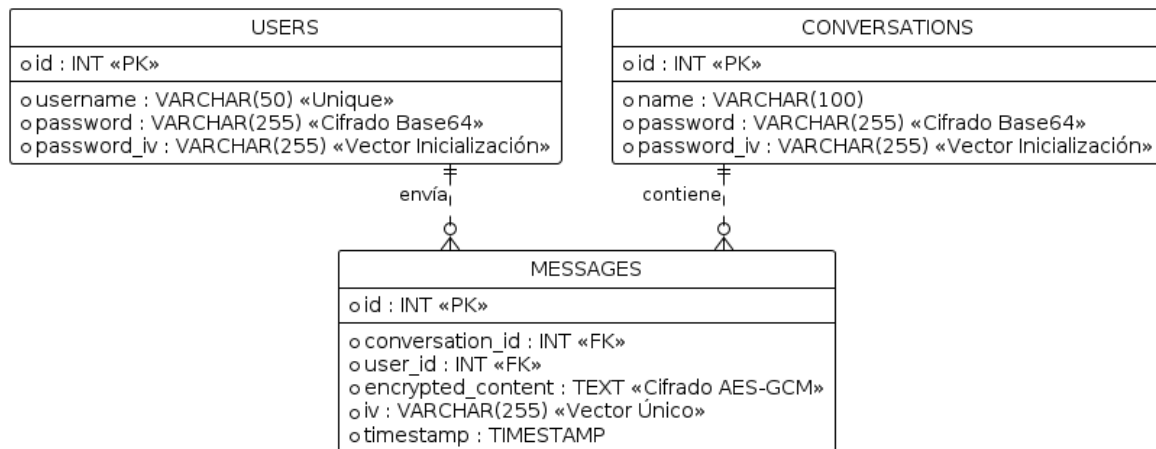 USERS
id : INT «PK»
username : VARCHAR(50) «Unique»
password : VARCHAR(255) «Cifrado Base64»
password_iv : VARCHAR(255) «Vector Inicialización»
CONVERSATIONS
id : INT «PK»
name : VARCHAR(100)
password : VARCHAR(255) «Cifrado Base64»
password_iv : VARCHAR(255) «Vector Inicialización»
envía
contiene
MESSAGES
id : INT «PK»
conversation_id : INT «FK»
user_id : INT «FK»
encrypted_content : TEXT «Cifrado AES-GCM»
iv : VARCHAR(255) «Vector Único»
timestamp : TIMESTAMP